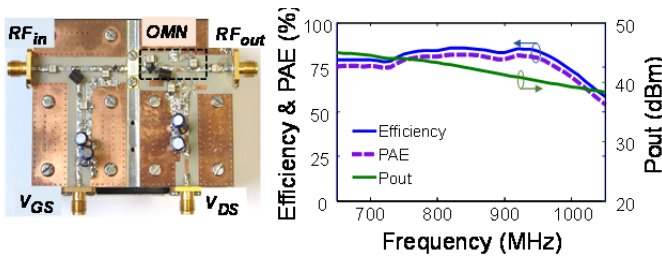 RFin OMN RFout
VGS VDS
Efficiency & PAE (%)
100
75
50
25
0
Efficiency
PAE
Pout
700 800 900 1000
Frequency (MHz)
50
40
30
20
Pout (dBm)